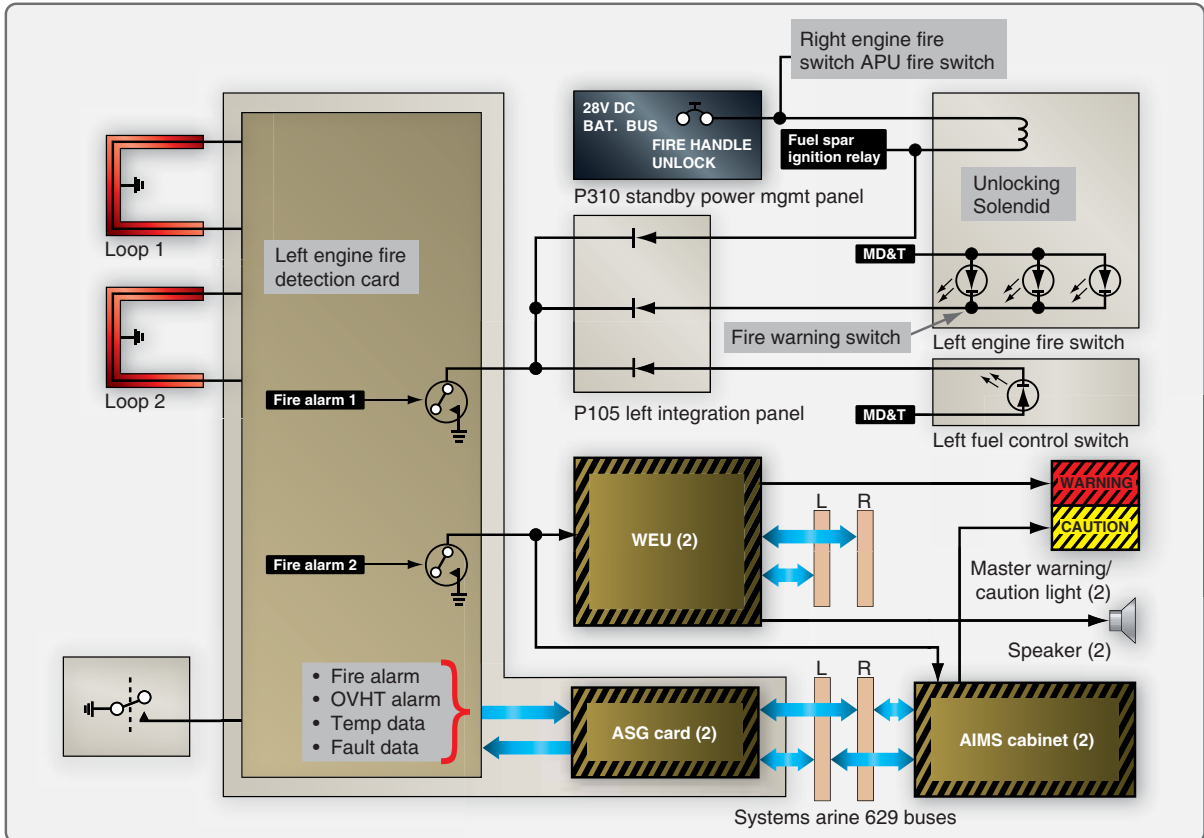 Right engine fire
switch APU fire switch
28V DC
BAT. BUS
FIRE HANDLE
UNLOCK
Fuel spar
ignition relay
P310 standby power mgmt panel
Unlocking
Solendid
Loop 1
Left engine fire
detection card
MD&T
Fire warning switch
Left engine fire switch
Loop 2
Fire alarm 1
P105 left integration panel
MD&T
Left fuel control switch
WEU (2)
L
R
WARNING
CAUTION
Master warning/
caution light (2)
Fire alarm 2
Speaker (2)
• Fire alarm
• OVHT alarm
• Temp data
• Fault data
ASG card (2)
L
R
AIMS cabinet (2)
Systems arine 629 buses